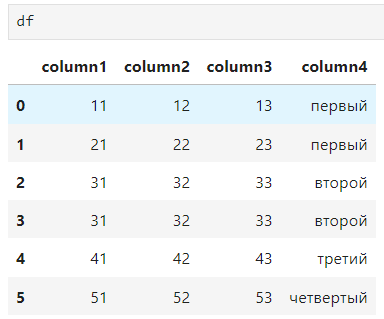 df
column1 column2 column3 column4
0 11 12 13 первый
1 21 22 23 первый
2 31 32 33 второй
3 31 32 33 второй
4 41 42 43 третий
5 51 52 53 четвертый